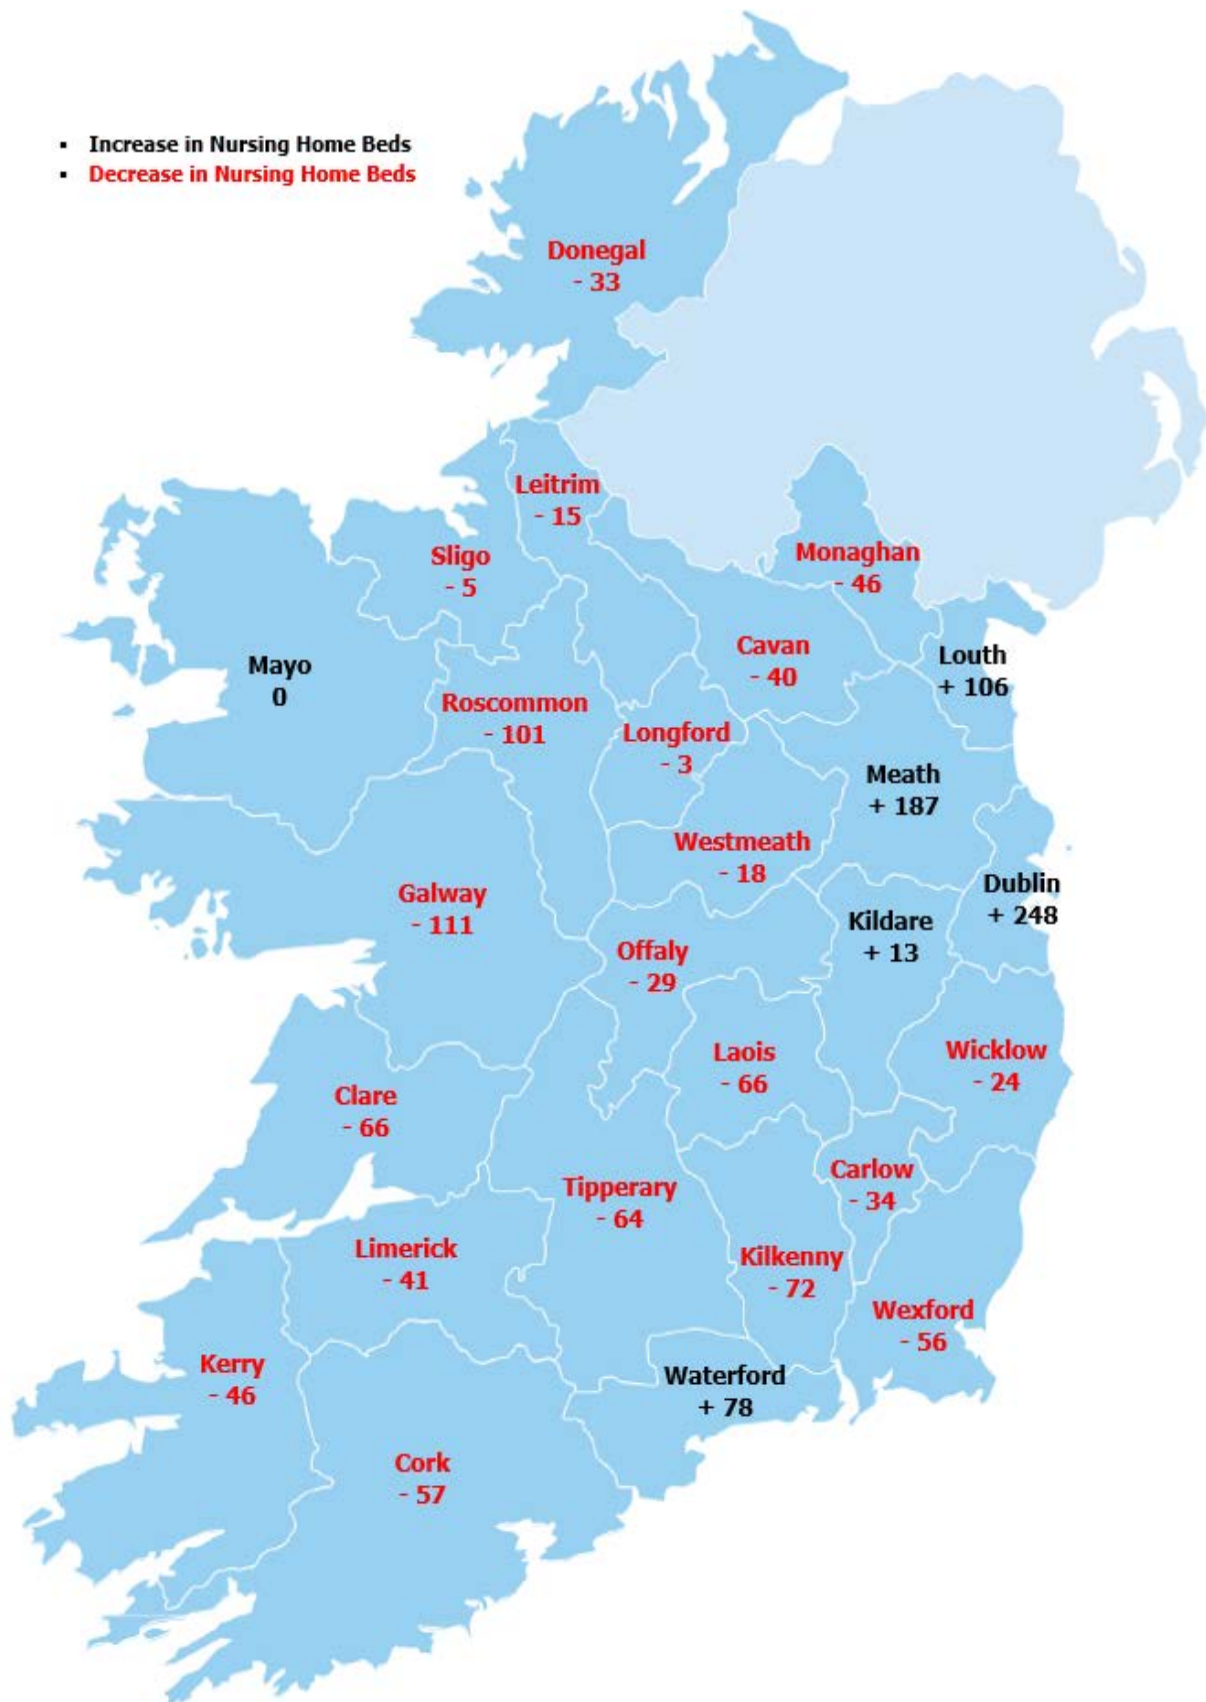 ▪ Increase in Nursing Home Beds
▪ Decrease in Nursing Home Beds
Donegal
- 33
Leitrim
- 15
Sligo
- 5
Monaghan
- 46
Mayo
0
Cavan
- 40
Louth
+ 106
Roscommon
- 101
Longford
- 3
Meath
+ 187
Westmeath
- 18
Galway
- 111
Dublin
+ 248
Kildare
+ 13
Offaly
- 29
Laois
- 66
Wicklow
- 24
Clare
- 66
Carlow
- 34
Tipperary
- 64
Limerick
- 41
Kilkenny
- 72
Wexford
- 56
Kerry
- 46
Waterford
+ 78
Cork
- 57